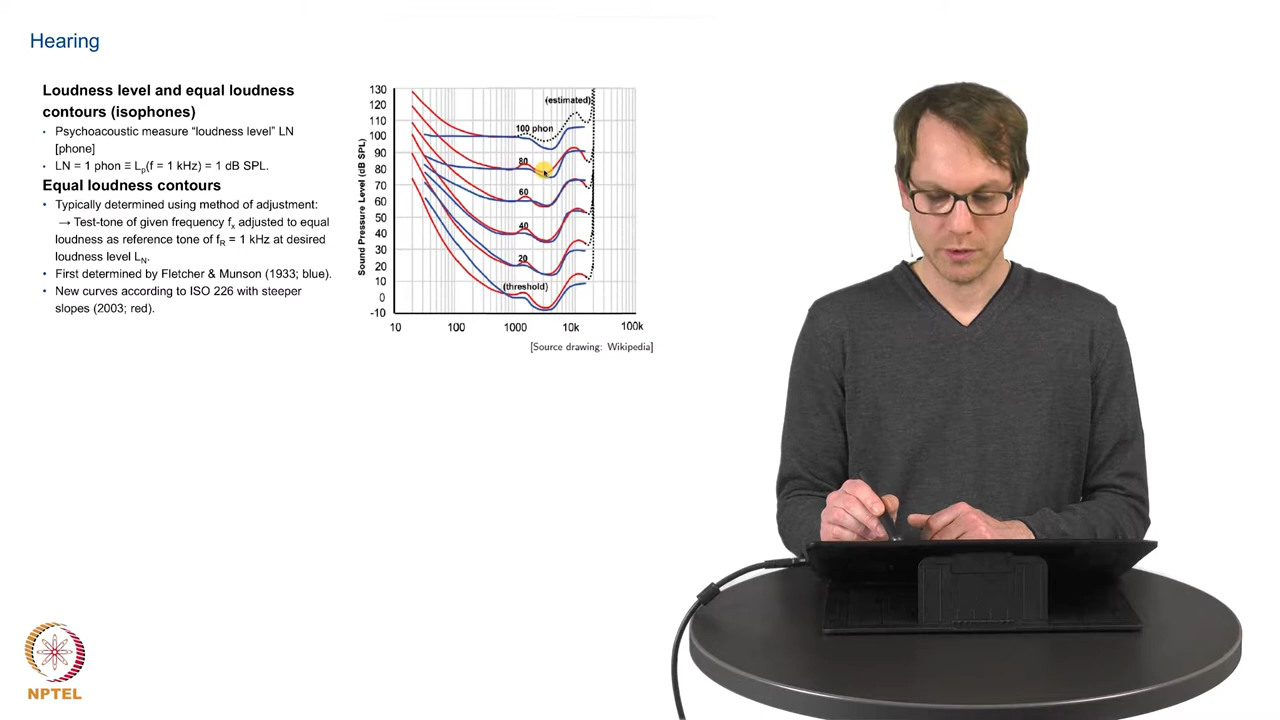 Hearing
Loudness level and equal loudness
contours (isophones)
· Psychoacoustic measure “loudness level” LN
[phone]
· LN = 1 phon ≡ Lp(f = 1 kHz) = 1 dB SPL.
Equal loudness contours
• Typically determined using method of adjustment:
→ Test-tone of given frequency fx adjusted to equal
loudness as reference tone of fR = 1 kHz at desired
loudness level LN.
• First determined by Fletcher & Munson (1933; blue).
• New curves according to ISO 226 with steeper
slopes (2003; red).
Sound Pressure Level (dB SPL)
130
120
110
100
90
80
70
60
50
40
30
20
10
0
-10
(estimated)
100 phon
80
60
40
20
(threshold)
10 100 1000 10k 100k
[Source drawing: Wikipedia]
NPTEL